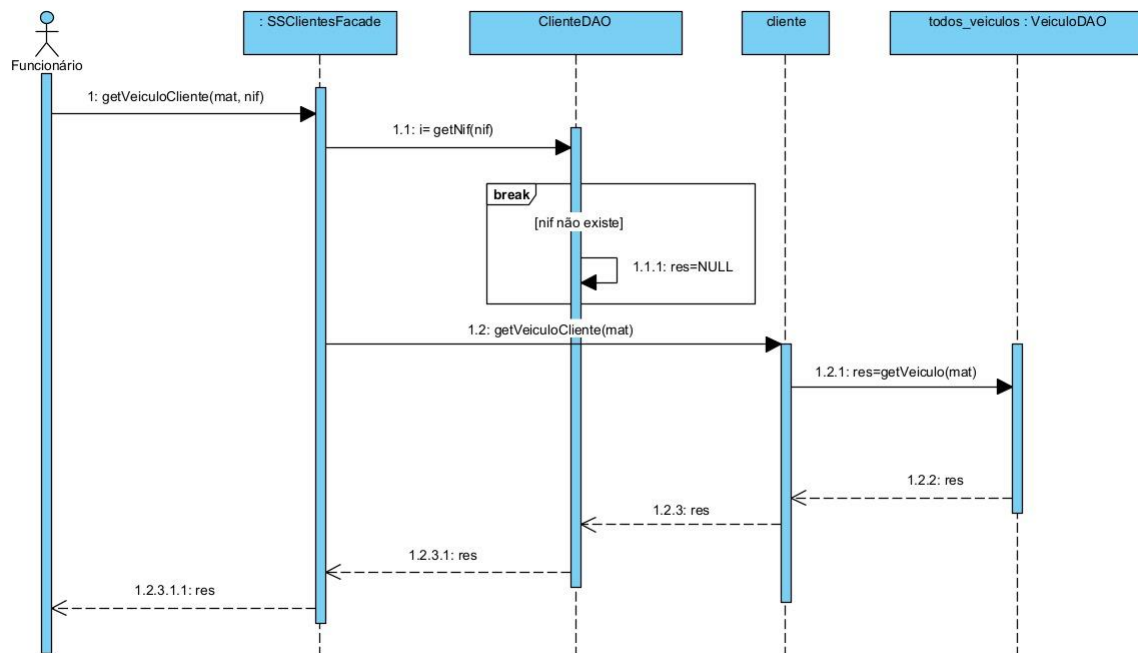 : SSClientesFacade
ClienteDAO
cliente
todos_veiculos : VeiculoDAO
Funcionário
1: getVeiculoCliente(mat, nif)
1.1: i= getNif(nif)
break
[nif não existe]
1.1.1: res=NULL
1.2: getVeiculoCliente(mat)
1.2.1: res=getVeiculo(mat)
1.2.2: res
1.2.3: res
1.2.3.1: res
1.2.3.1.1: res